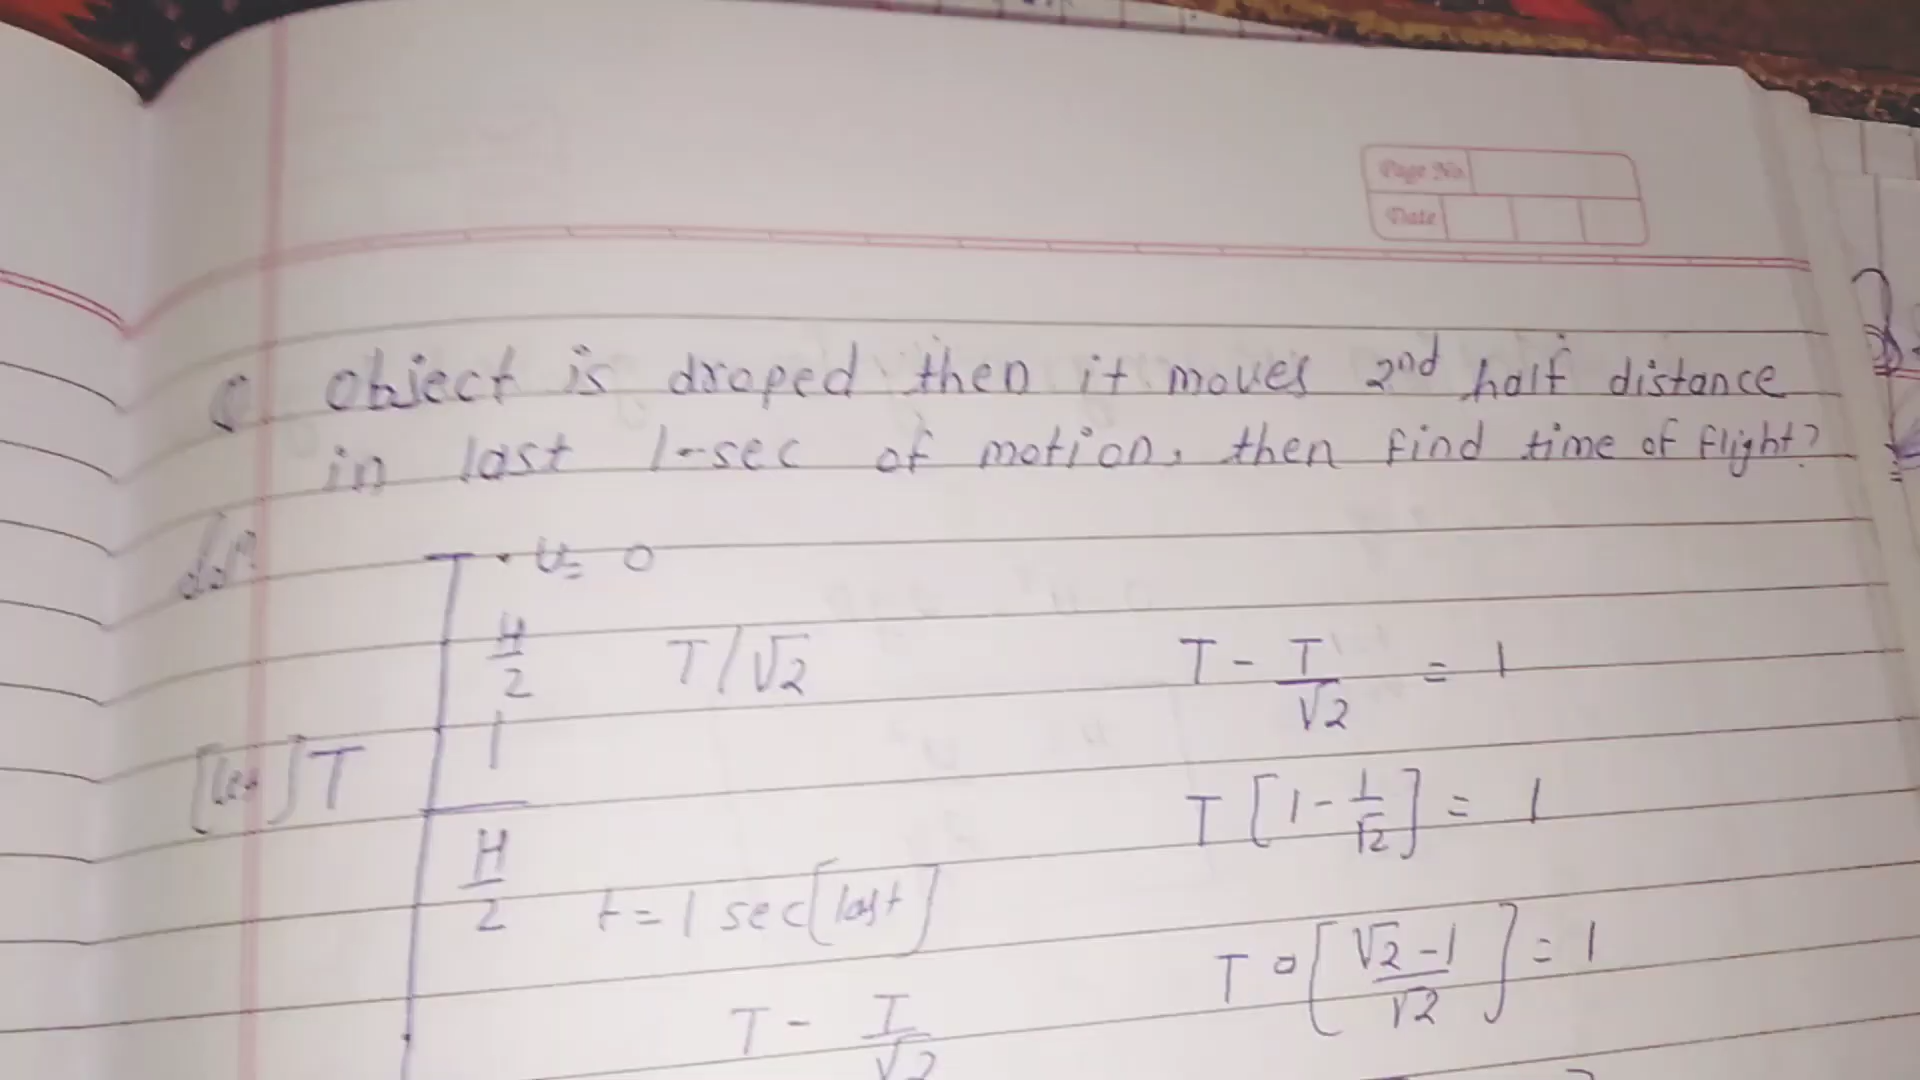 Page No.
Date
Q object is droped then it moves 2nd half distance
in last 1-sec of motion, then find time of flight?
Sol?
• u = 0
H/2 T/√2
T - T/√2 = 1
[let] T
1
T [1 - 1/√2] = 1
H/2 t = 1 sec [last]
T = [√2 - 1/√2] = 1
T - T/√2